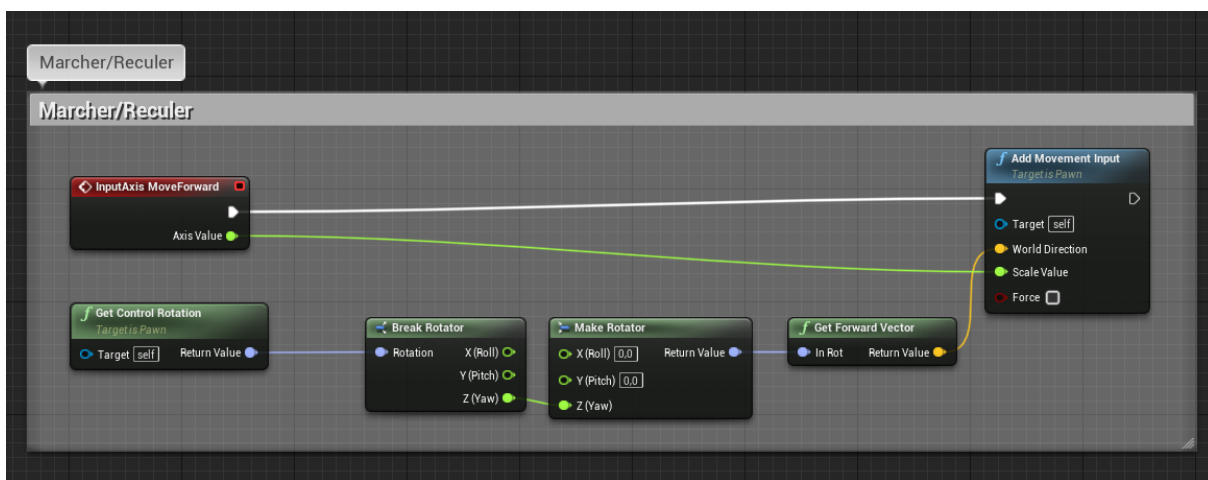 Marcher/Reculer
Marcher/Reculer
InputAxis MoveForward
Axis Value
f Add Movement Input
Target is Pawn
Target self
World Direction
Scale Value
Force
f Get Control Rotation
Target is Pawn
Target self Return Value
Break Rotator
Rotation X (Roll)
Y (Pitch)
Z (Yaw)
Make Rotator
X (Roll) 0,0 Return Value
Y (Pitch) 0,0
Z (Yaw)
f Get Forward Vector
In Rot Return Value